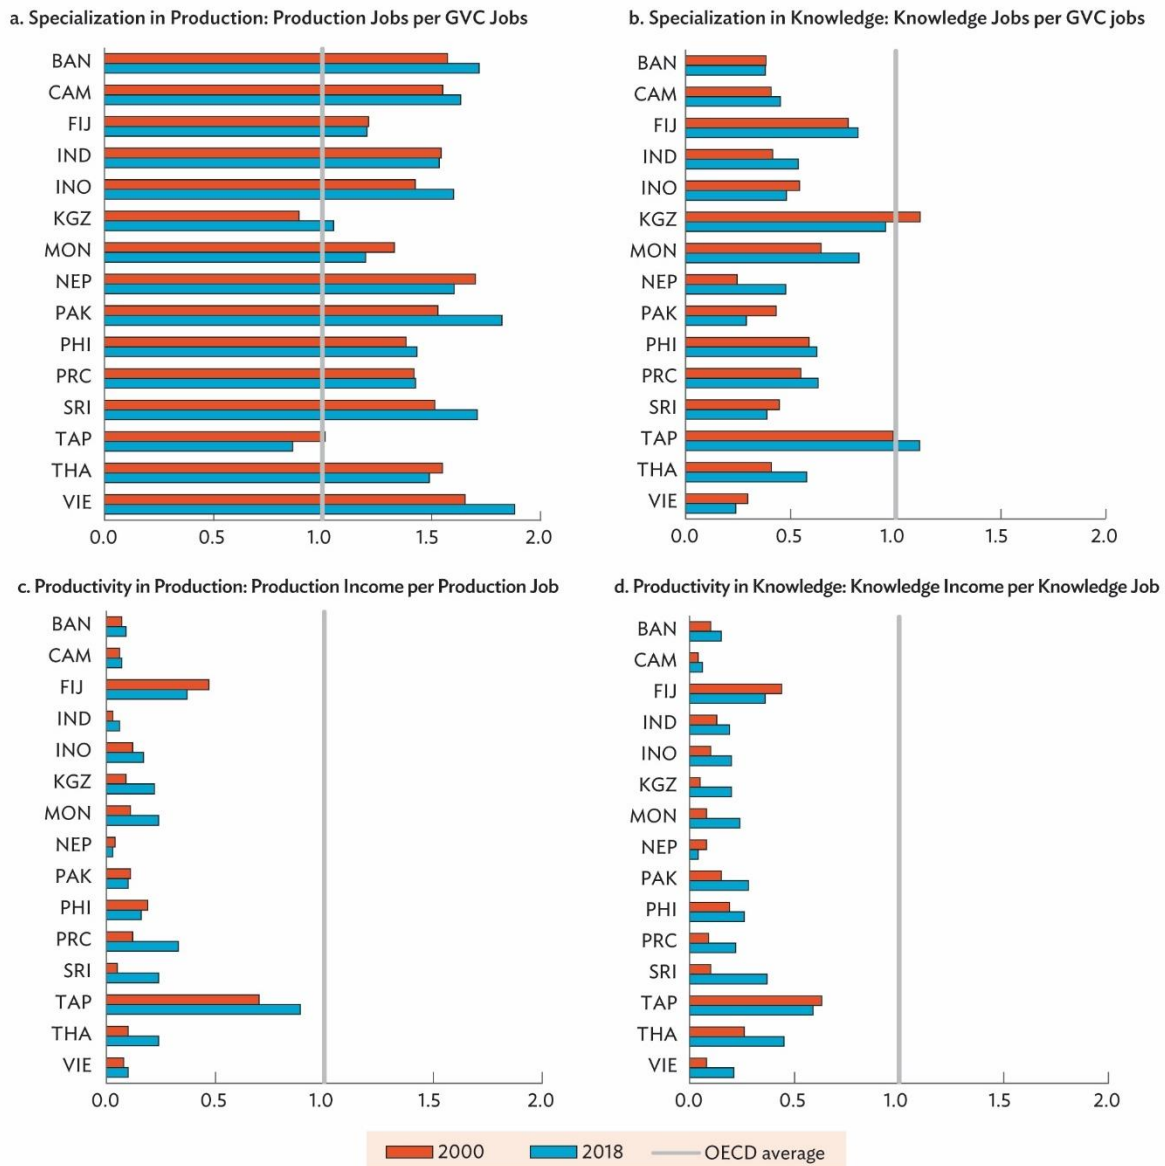 a. Specialization in Production: Production Jobs per GVC Jobs
BAN
CAM
FIJ
IND
INO
KGZ
MON
NEP
PAK
PHI
PRC
SRI
TAP
THA
VIE
0.0 0.5 1.0 1.5 2.0
b. Specialization in Knowledge: Knowledge Jobs per GVC jobs
BAN
CAM
FIJ
IND
INO
KGZ
MON
NEP
PAK
PHI
PRC
SRI
TAP
THA
VIE
0.0 0.5 1.0 1.5 2.0
c. Productivity in Production: Production Income per Production Job
BAN
CAM
FIJ
IND
INO
KGZ
MON
NEP
PAK
PHI
PRC
SRI
TAP
THA
VIE
0.0 0.5 1.0 1.5 2.0
d. Productivity in Knowledge: Knowledge Income per Knowledge Job
BAN
CAM
FIJ
IND
INO
KGZ
MON
NEP
PAK
PHI
PRC
SRI
TAP
THA
VIE
0.0 0.5 1.0 1.5 2.0
2000 2018 OECD average